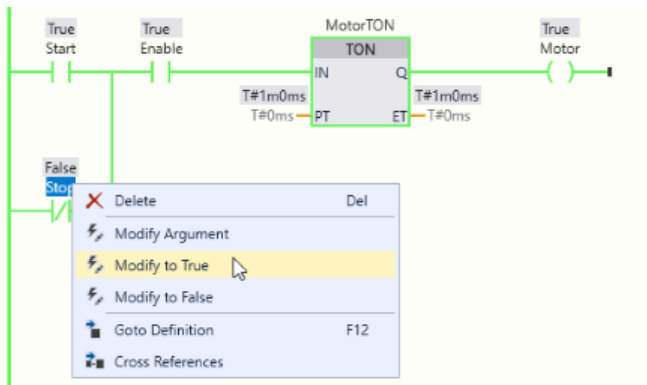 True True MotorTON True
Start Enable TON Motor
IN Q
T#1m0ms T#1m0ms
T#0ms PT ET T#0ms
False
Stop
Delete Del
Modify Argument
Modify to True
Modify to False
Goto Definition F12
Cross References